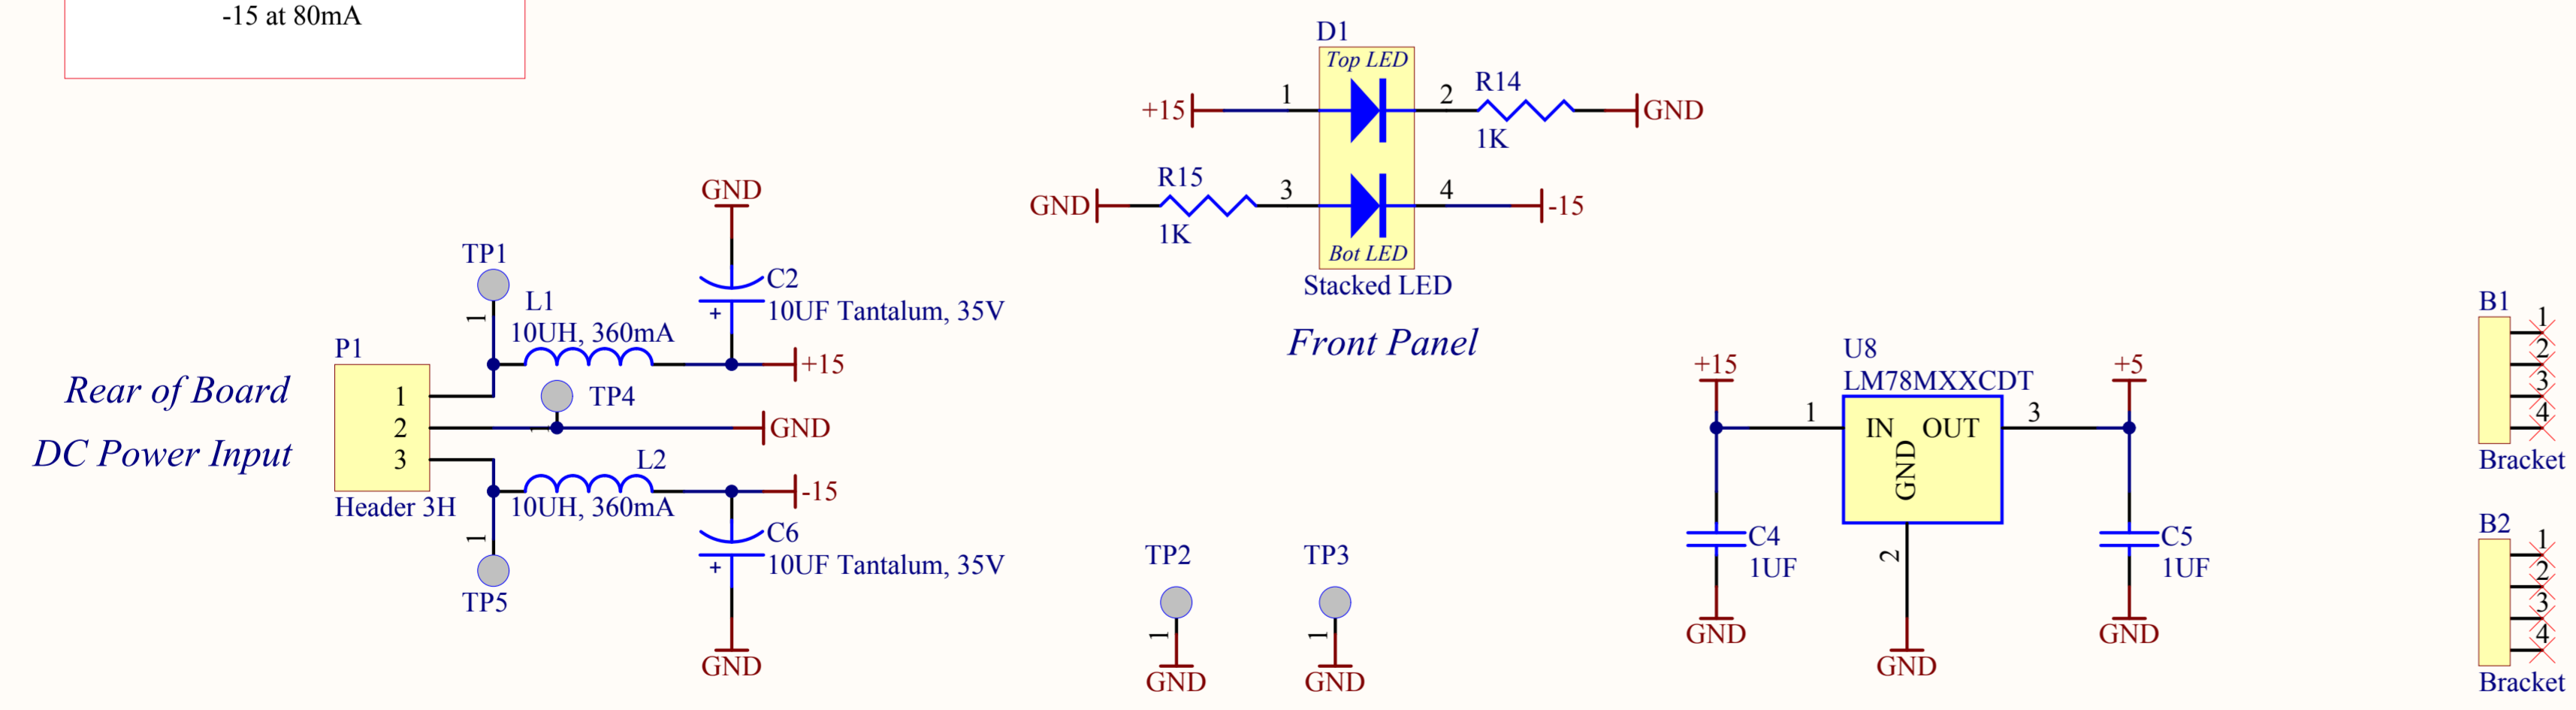 -15 at 80mA
D1
Top LED
+15
1
2
R14
1K
GND
GND
R15
1K
3
4
-15
Bot LED
Stacked LED
Front Panel
GND
TP1
1
C2
10UF Tantalum, 35V
+
L1
10UH, 360mA
+15
P1
1
2
3
Header 3H
Rear of Board
DC Power Input
TP4
1
GND
L2
10UH, 360mA
-15
1
TP5
C6
10UF Tantalum, 35V
+
GND
TP2
1
GND
TP3
1
GND
+15
U8
LM78MXXCDT
1
IN
OUT
GND
3
+5
2
C4
1UF
GND
GND
C5
1UF
GND
B1
1
2
3
4
Bracket
B2
1
2
3
4
Bracket